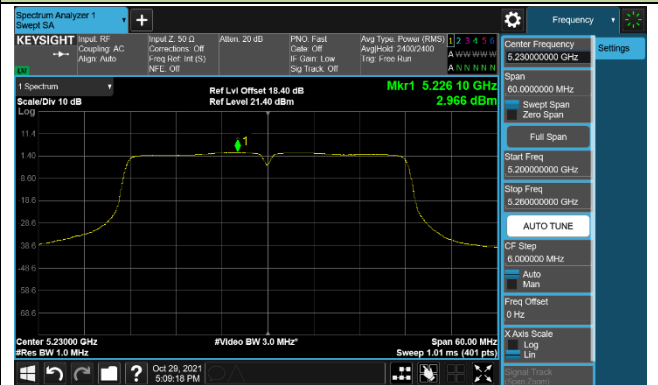 Spectrum Analyzer 1
Swept SA
+
Frequency
KEYSIGHT
Input: RF
Coupling: AC
Align: Auto
Input Z: 50 Ω
Corrections: Off
Freq Ref: Int (S)
NFE: Off
Atten: 20 dB
PNO: Fast
Gate: Off
IF Gain: Low
Sig Track: Off
Avg Type: Power (RMS)
Avg|Hold: 2400/2400
Trig: Free Run
1 2 3 4 5 6
A W W W W W
A N N N N N
LXI
1 Spectrum
Scale/Div 10 dB
Log
Ref Lvl Offset 18.40 dB
Ref Level 21.40 dBm
Mkr1 5.226 10 GHz
2.966 dBm
1
11.4
1.40
-8.60
-18.6
-28.6
-38.6
-48.6
-58.6
-68.6
Center 5.23000 GHz
#Res BW 1.0 MHz
#Video BW 3.0 MHz*
Span 60.00 MHz
Sweep 1.01 ms (401 pts)
Center Frequency
5.230000000 GHz
Settings
Span
60.0000000 MHz
Swept Span
Zero Span
Full Span
Start Freq
5.200000000 GHz
Stop Freq
5.260000000 GHz
AUTO TUNE
CF Step
6.000000 MHz
Auto
Man
Freq Offset
0 Hz
X Axis Scale
Log
Lin
Signal Track
(Span Zoom)
?
Oct 29, 2021
5:09:18 PM